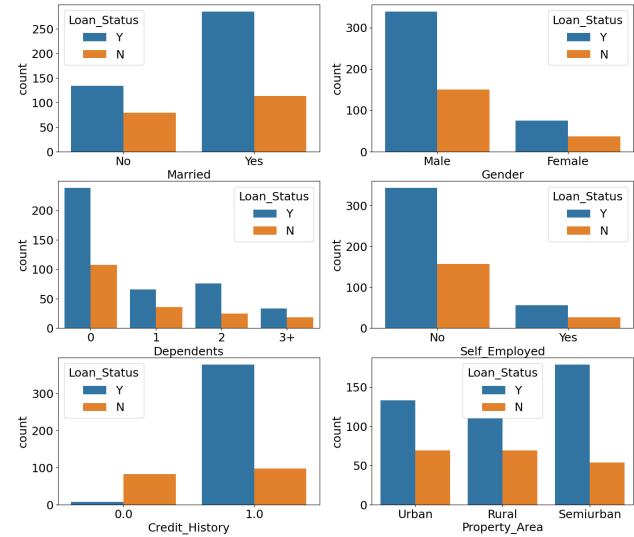 Loan_Status
Y
N
count
250
200
150
100
50
0
No
Yes
Married
Loan_Status
Y
N
count
300
200
100
0
Male
Female
Gender
Loan_Status
Y
N
count
200
150
100
50
0
0
1
2
3+
Dependents
Loan_Status
Y
N
count
300
200
100
0
No
Yes
Self_Employed
Loan_Status
Y
N
count
300
200
100
0
0.0
1.0
Credit_History
Loan_Status
Y
N
count
150
100
50
0
Urban
Rural
Semiurban
Property_Area